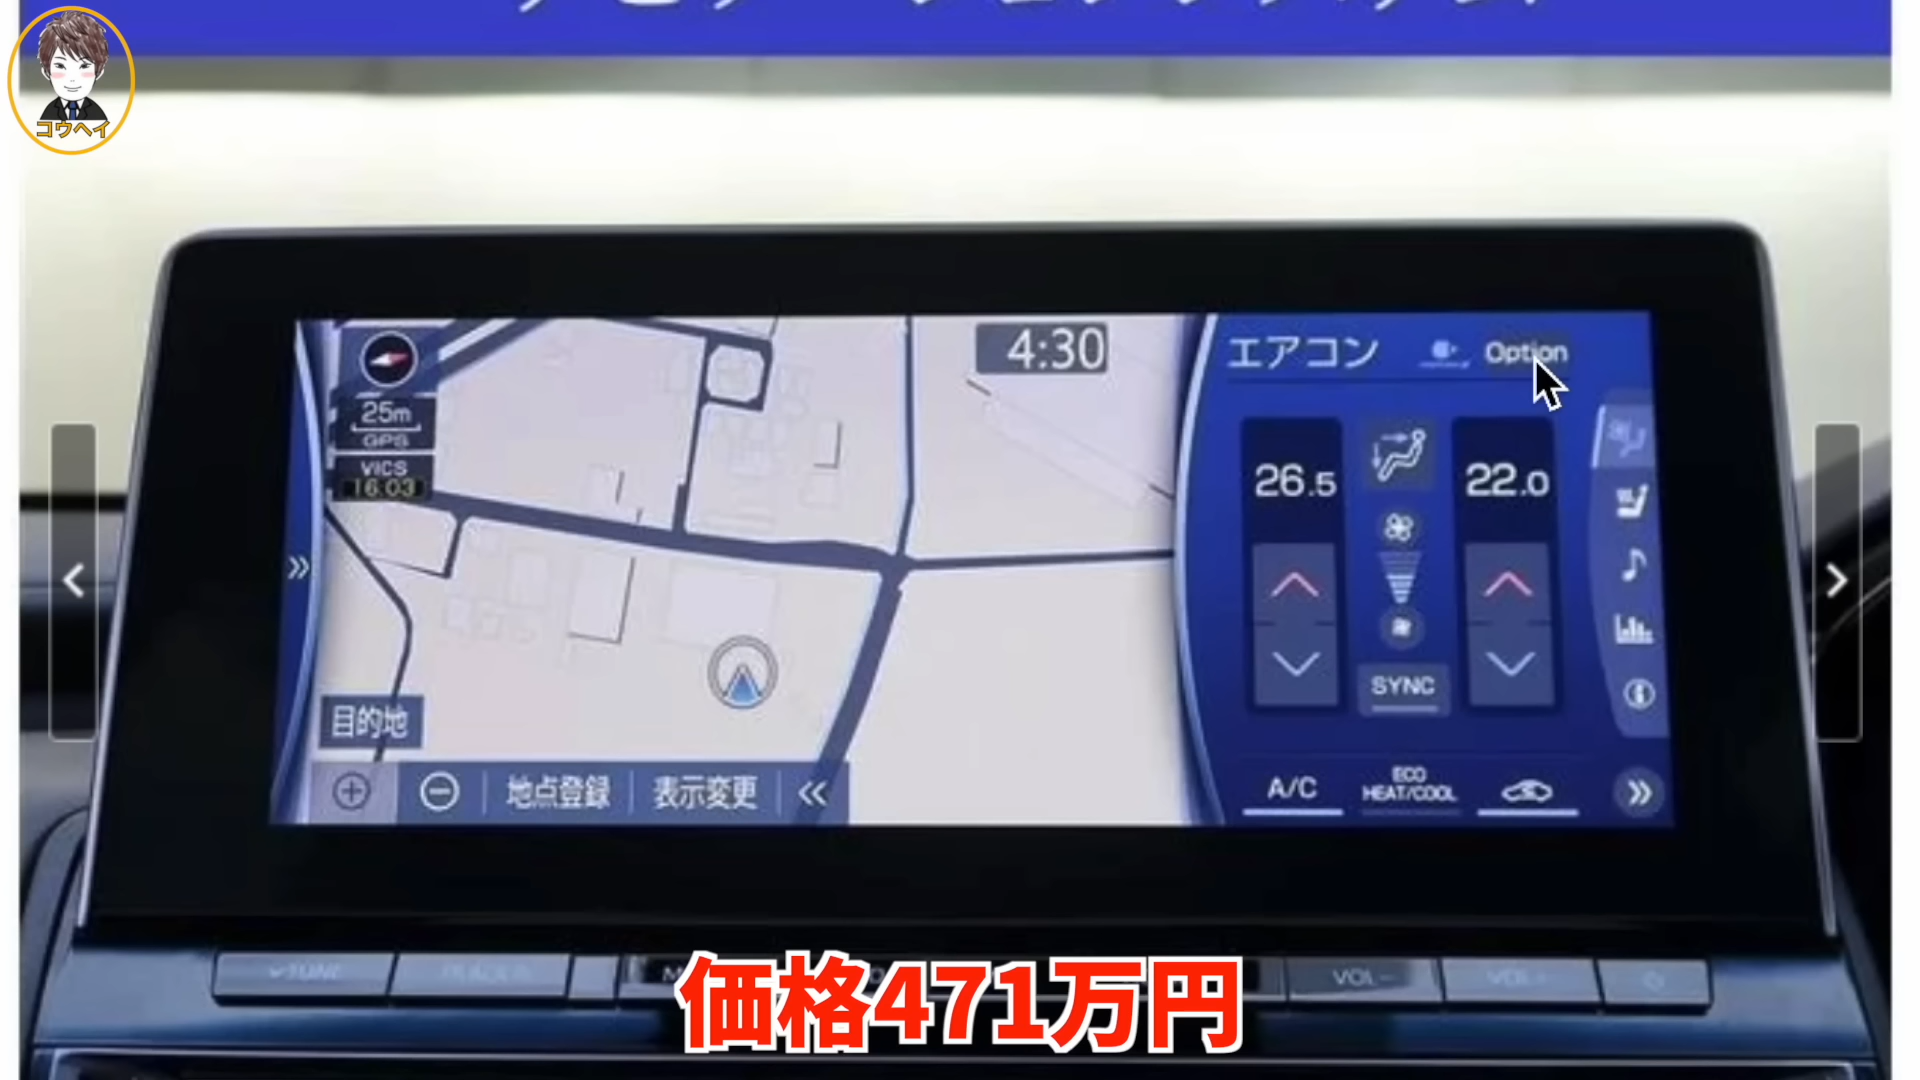 コウヘイ
4:30
エアコン
Option
25m
GPS
VICS
16:03
26.5
22.0
SYNC
目的地
地点登録
表示変更
A/C
ECO
HEAT/COOL
TUNE
VOL-
価格471万円